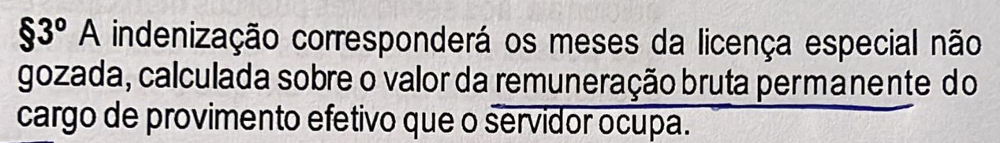 §3º A indenização corresponderá os meses da licença especial não
gozada, calculada sobre o valor da remuneração bruta permanente do
cargo de provimento efetivo que o servidor ocupa.